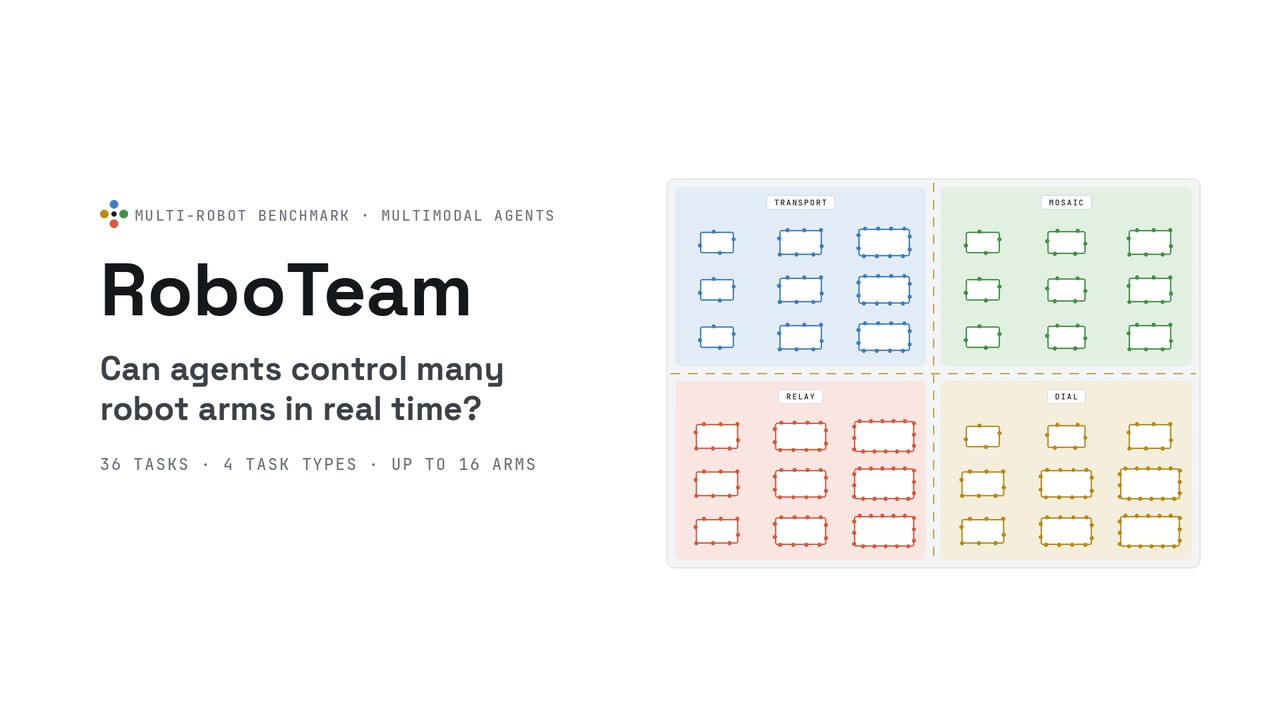 MULTI-ROBOT BENCHMARK · MULTIMODAL AGENTS
RoboTeam
Can agents control many
robot arms in real time?
36 TASKS · 4 TASK TYPES · UP TO 16 ARMS
TRANSPORT
MOSAIC
RELAY
DIAL